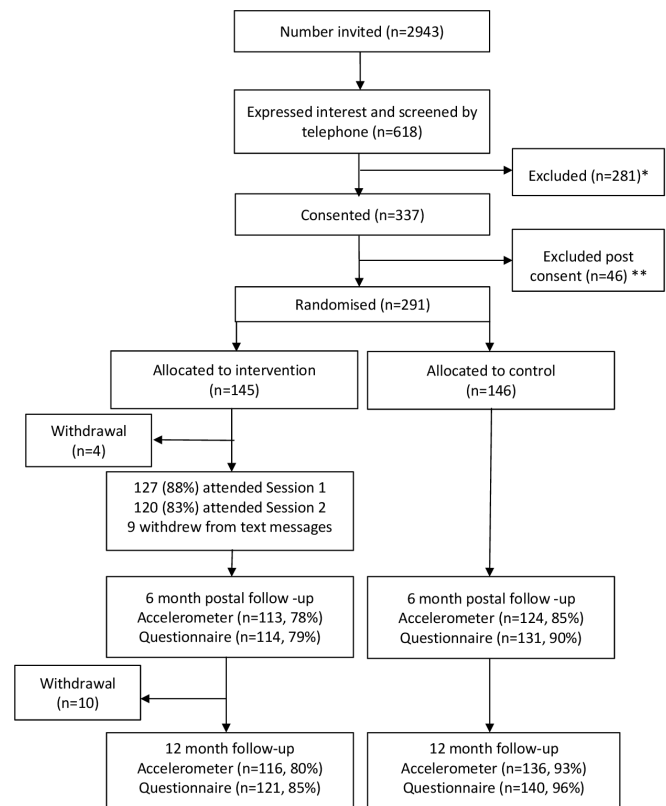 Number invited (n=2943)
Expressed interest and screened by
telephone (n=618)
Excluded (n=281)*
Consented (n=337)
Excluded post
consent (n=46) **
Randomised (n=291)
Allocated to intervention
(n=145)
Allocated to control
(n=146)
Withdrawal
(n=4)
127 (88%) attended Session 1
120 (83%) attended Session 2
9 withdrew from text messages
6 month postal follow -up
Accelerometer (n=113, 78%)
Questionnaire (n=114, 79%)
6 month postal follow -up
Accelerometer (n=124, 85%)
Questionnaire (n=131, 90%)
Withdrawal
(n=10)
12 month follow-up
Accelerometer (n=116, 80%)
Questionnaire (n=121, 85%)
12 month follow-up
Accelerometer (n=136, 93%)
Questionnaire (n=140, 96%)